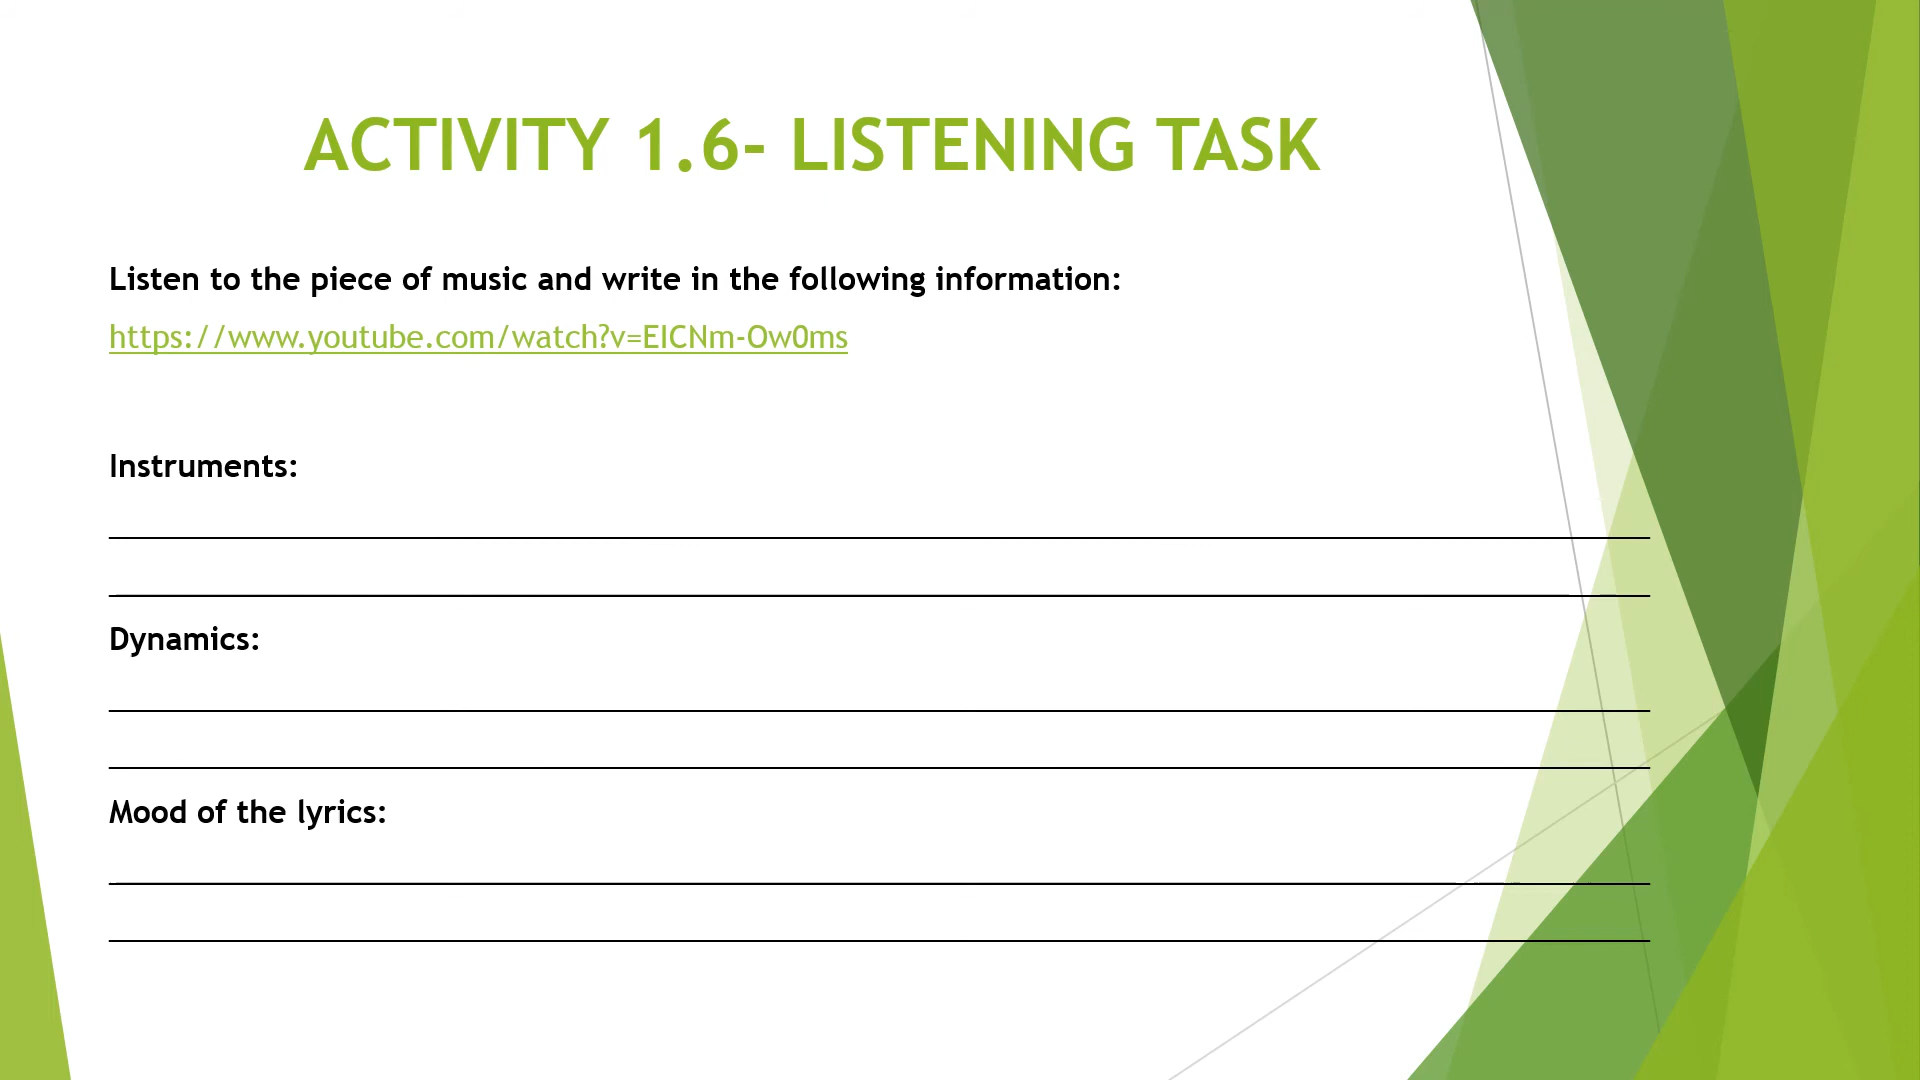 ACTIVITY 1.6- LISTENING TASK
Listen to the piece of music and write in the following information:
https://www.youtube.com/watch?v=EICNm-Ow0ms
Instruments:
Dynamics:
Mood of the lyrics: